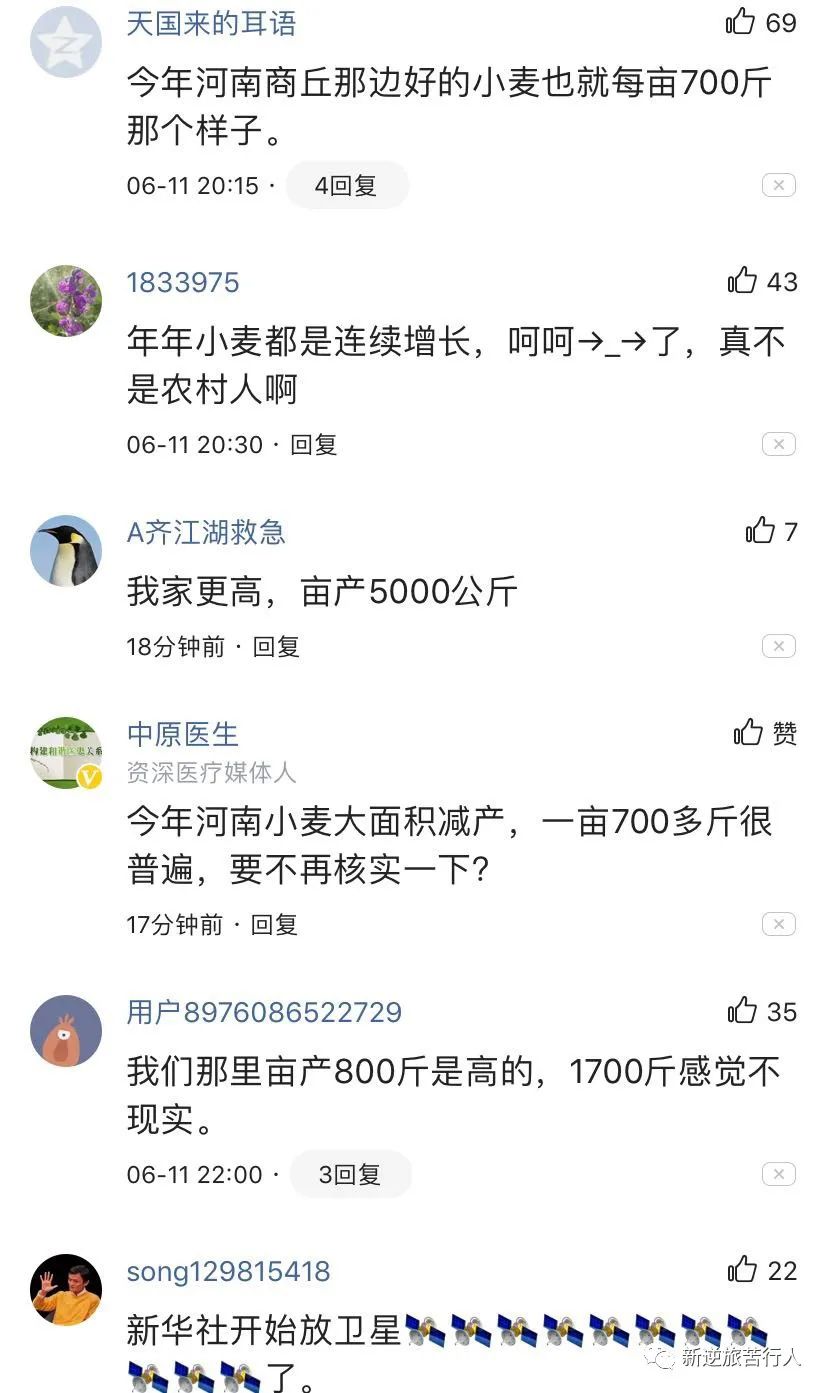 天国来的耳语
69
今年河南商丘那边好的小麦也就每亩700斤
那个样子。
06-11 20:15 · 4回复
1833975
43
年年小麦都是连续增长，呵呵→_→了，真不
是农村人啊
06-11 20:30 · 回复
A齐江湖救急
7
我家更高，亩产5000公斤
18分钟前 · 回复
中原医生
赞
构建和谐医患关系
V
资深医疗媒体人
今年河南小麦大面积减产，一亩700多斤很
普遍，要不再核实一下？
17分钟前 · 回复
用户8976086522729
35
我们那里亩产800斤是高的，1700斤感觉不
现实。
06-11 22:00 · 3回复
song129815418
22
新华社开始放卫星🛰🛰🛰🛰🛰🛰🛰🛰
🛰🛰🛰了。
新逆旅苦行人